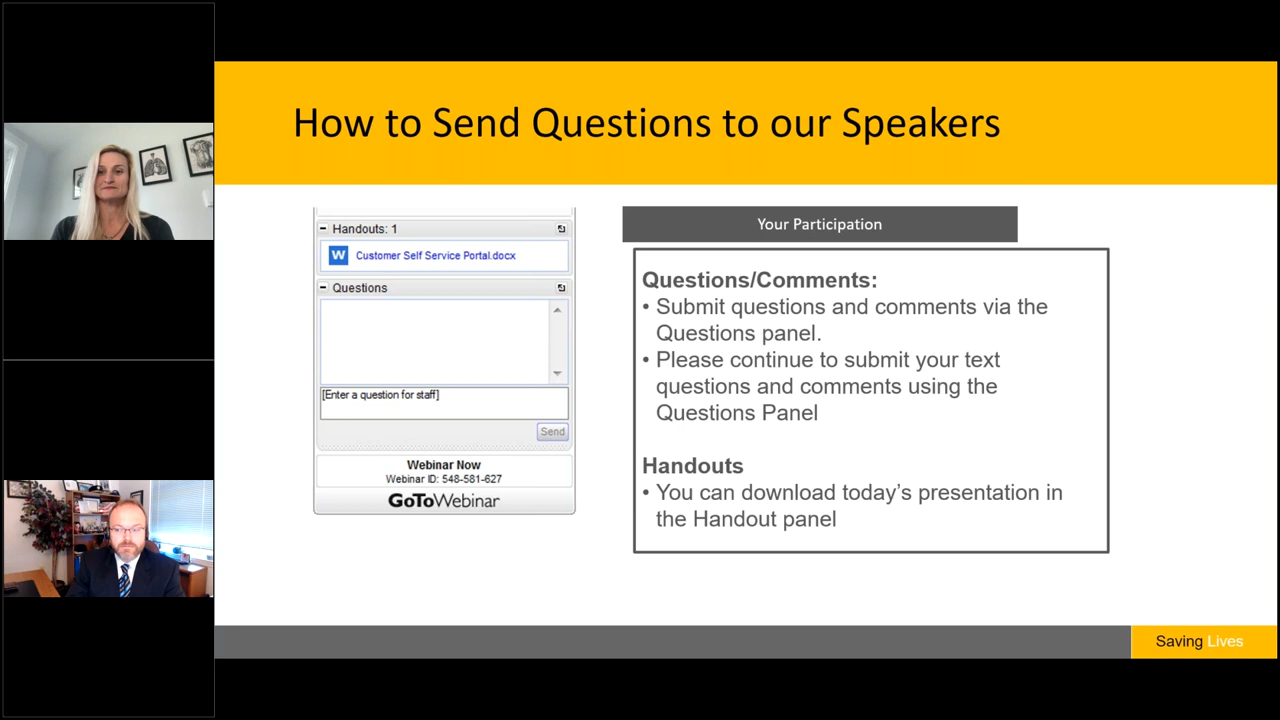 How to Send Questions to our Speakers
Handouts: 1
W Customer Self Service Portal.docx
Questions
[Enter a question for staff]
Send
Webinar Now
Webinar ID: 548-581-627
GoToWebinar
Your Participation
Questions/Comments:
• Submit questions and comments via the
Questions panel.
• Please continue to submit your text
questions and comments using the
Questions Panel
Handouts
• You can download today’s presentation in
the Handout panel
Saving Lives